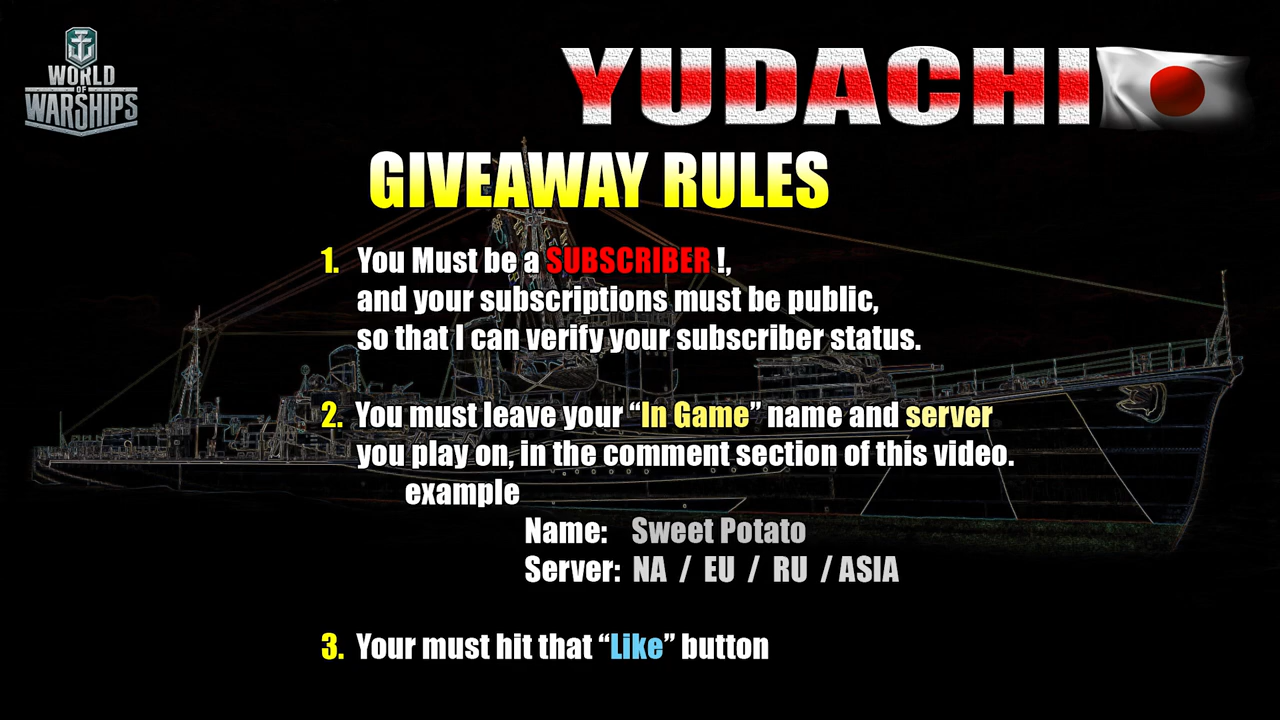 WORLD
OF
WARSHIPS
YUDACHI
GIVEAWAY RULES
1. You Must be a SUBSCRIBER !,
and your subscriptions must be public,
so that I can verify your subscriber status.
2. You must leave your “In Game” name and server
you play on, in the comment section of this video.
example
Name: Sweet Potato
Server: NA / EU / RU / ASIA
3. Your must hit that “Like” button